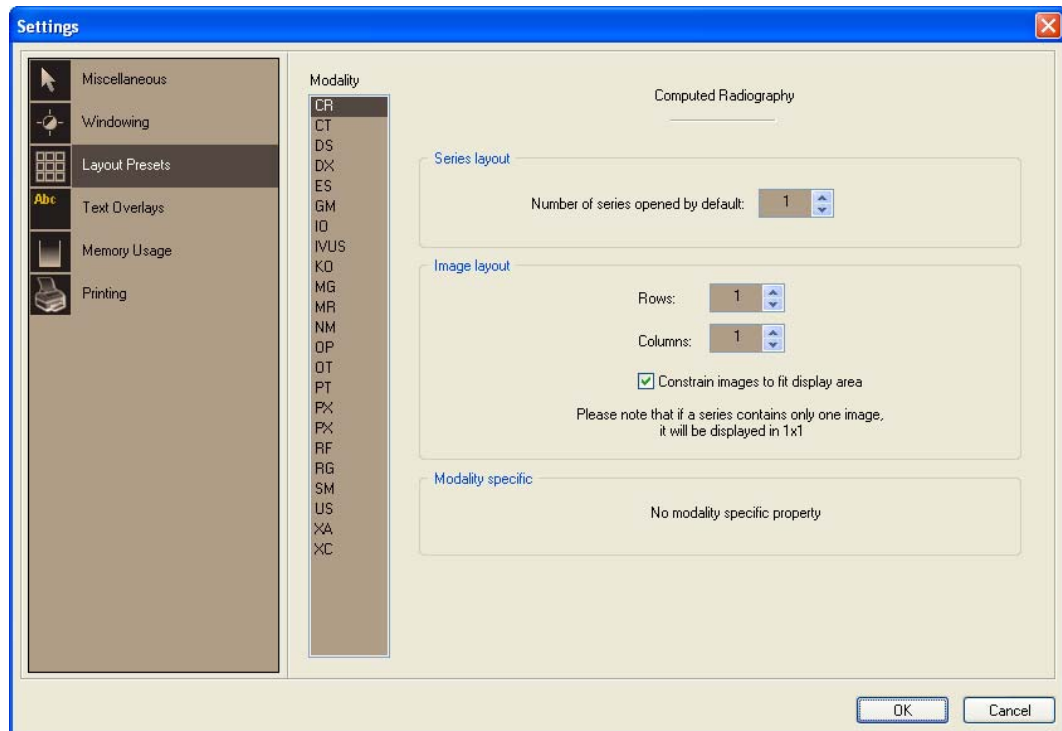 Settings
Miscellaneous
Windowing
Layout Presets
Abc
Text Overlays
Memory Usage
Printing
Modality
CR
CT
DS
DX
ES
GM
IO
IVUS
KO
MG
MR
NM
OP
OT
PT
PX
PX
RF
RG
SM
US
XA
XC
Computed Radiography
Series layout
Number of series opened by default: 1
Image layout
Rows: 1
Columns: 1
Constrain images to fit display area
Please note that if a series contains only one image,
it will be displayed in 1x1
Modality specific
No modality specific property
OK
Cancel